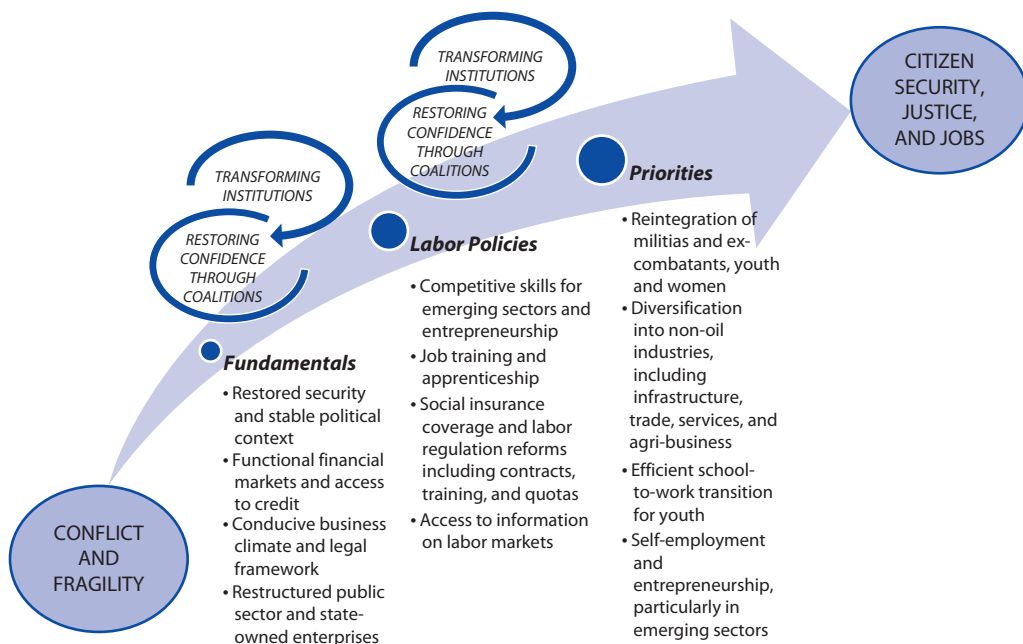 TRANSFORMING
INSTITUTIONS
RESTORING
CONFIDENCE
THROUGH
COALITIONS
TRANSFORMING
INSTITUTIONS
RESTORING
CONFIDENCE
THROUGH
COALITIONS
CITIZEN
SECURITY,
JUSTICE,
AND JOBS
CONFLICT
AND
FRAGILITY
Fundamentals
• Restored security
and stable political
context
• Functional financial
markets and access
to credit
• Conducive business
climate and legal
framework
• Restructured public
sector and state-
owned enterprises
Labor Policies
• Competitive skills for
emerging sectors and
entrepreneurship
• Job training and
apprenticeship
• Social insurance
coverage and labor
regulation reforms
including contracts,
training, and quotas
• Access to information
on labor markets
Priorities
• Reintegration of
militias and ex-
combatants, youth
and women
• Diversification
into non-oil
industries,
including
infrastructure,
trade, services, and
agri-business
• Efficient school-
to-work transition
for youth
• Self-employment
and
entrepreneurship,
particularly in
emerging sectors